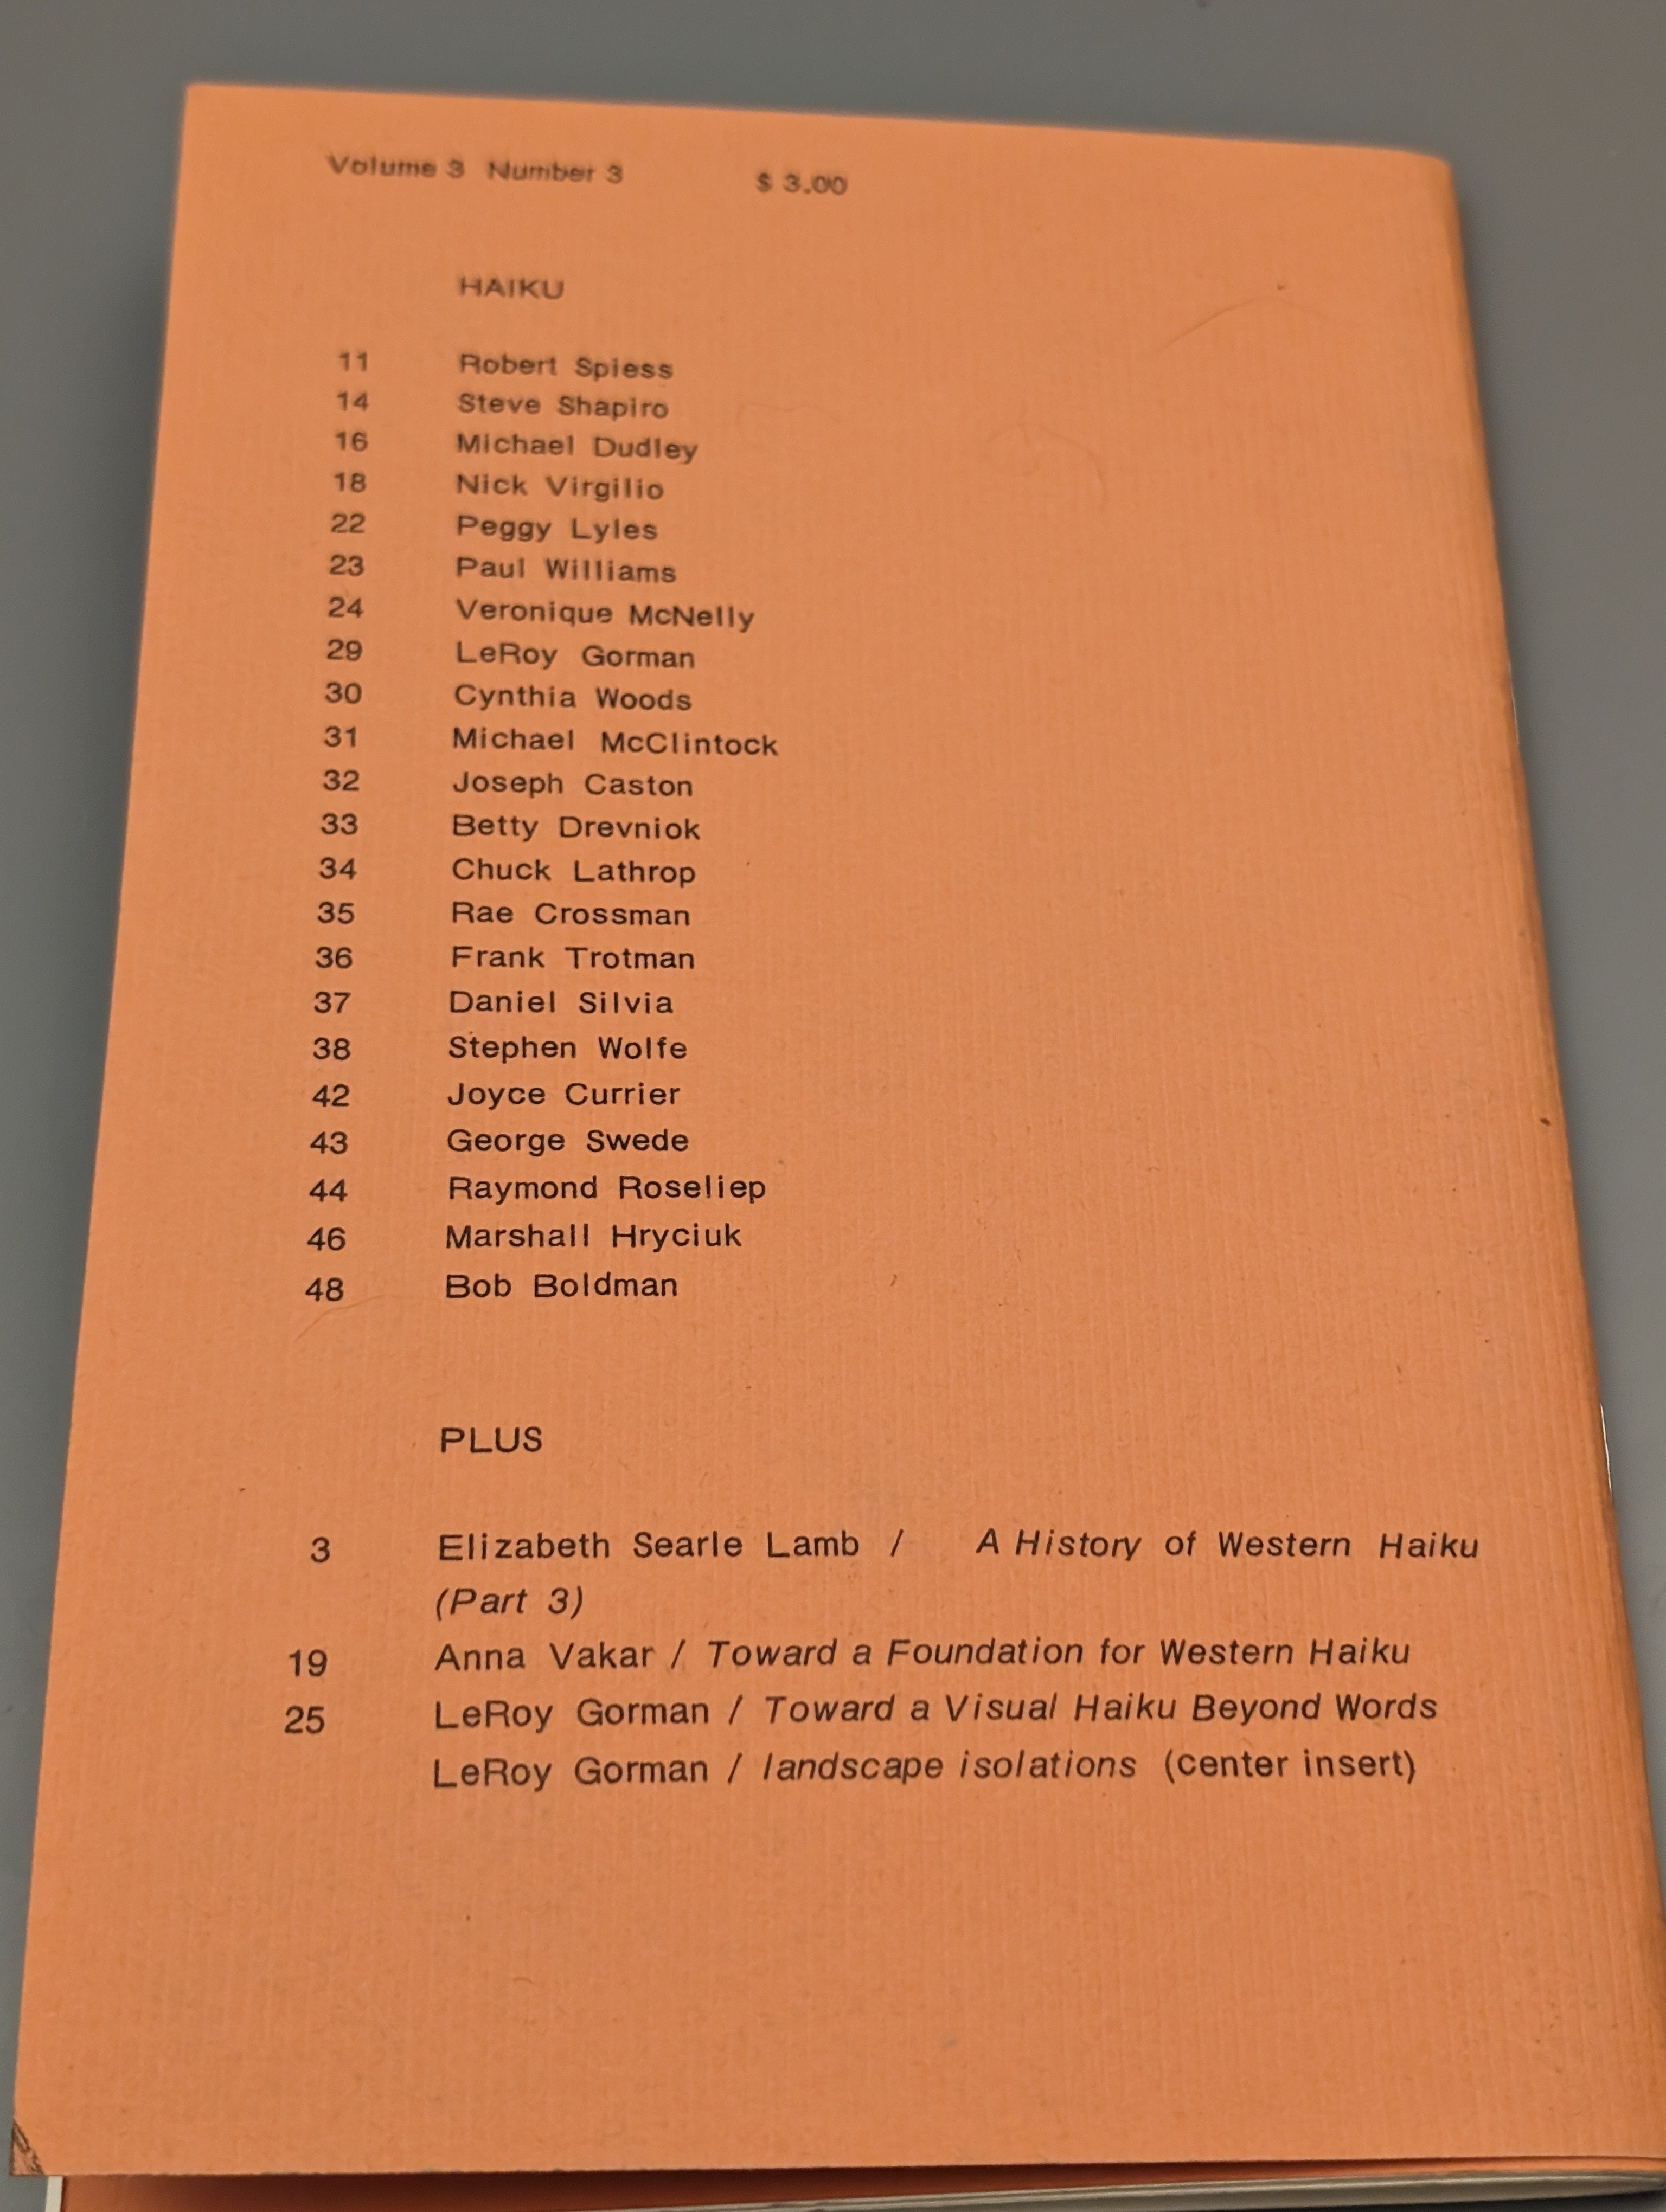 Volume 3 Number 3 $ 3.00
HAIKU
11 Robert Spiess
14 Steve Shapiro
16 Michael Dudley
18 Nick Virgilio
22 Peggy Lyles
23 Paul Williams
24 Veronique McNelly
29 LeRoy Gorman
30 Cynthia Woods
31 Michael McClintock
32 Joseph Caston
33 Betty Drevniok
34 Chuck Lathrop
35 Rae Crossman
36 Frank Trotman
37 Daniel Silvia
38 Stephen Wolfe
42 Joyce Currier
43 George Swede
44 Raymond Roseliep
46 Marshall Hryciuk
48 Bob Boldman
PLUS
3 Elizabeth Searle Lamb / A History of Western Haiku
(Part 3)
19 Anna Vakar / Toward a Foundation for Western Haiku
25 LeRoy Gorman / Toward a Visual Haiku Beyond Words
LeRoy Gorman / landscape isolations (center insert)